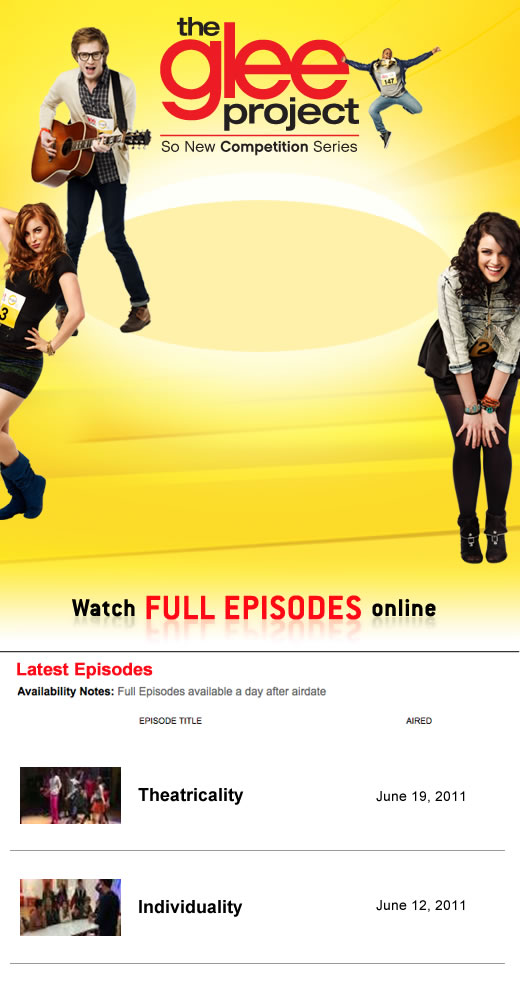 the
glee
project
So New Competition Series
147
3
2
Watch FULL EPISODES online
Latest Episodes
Availability Notes: Full Episodes available a day after airdate
EPISODE TITLE AIRED
Theatricality June 19, 2011
Individuality June 12, 2011